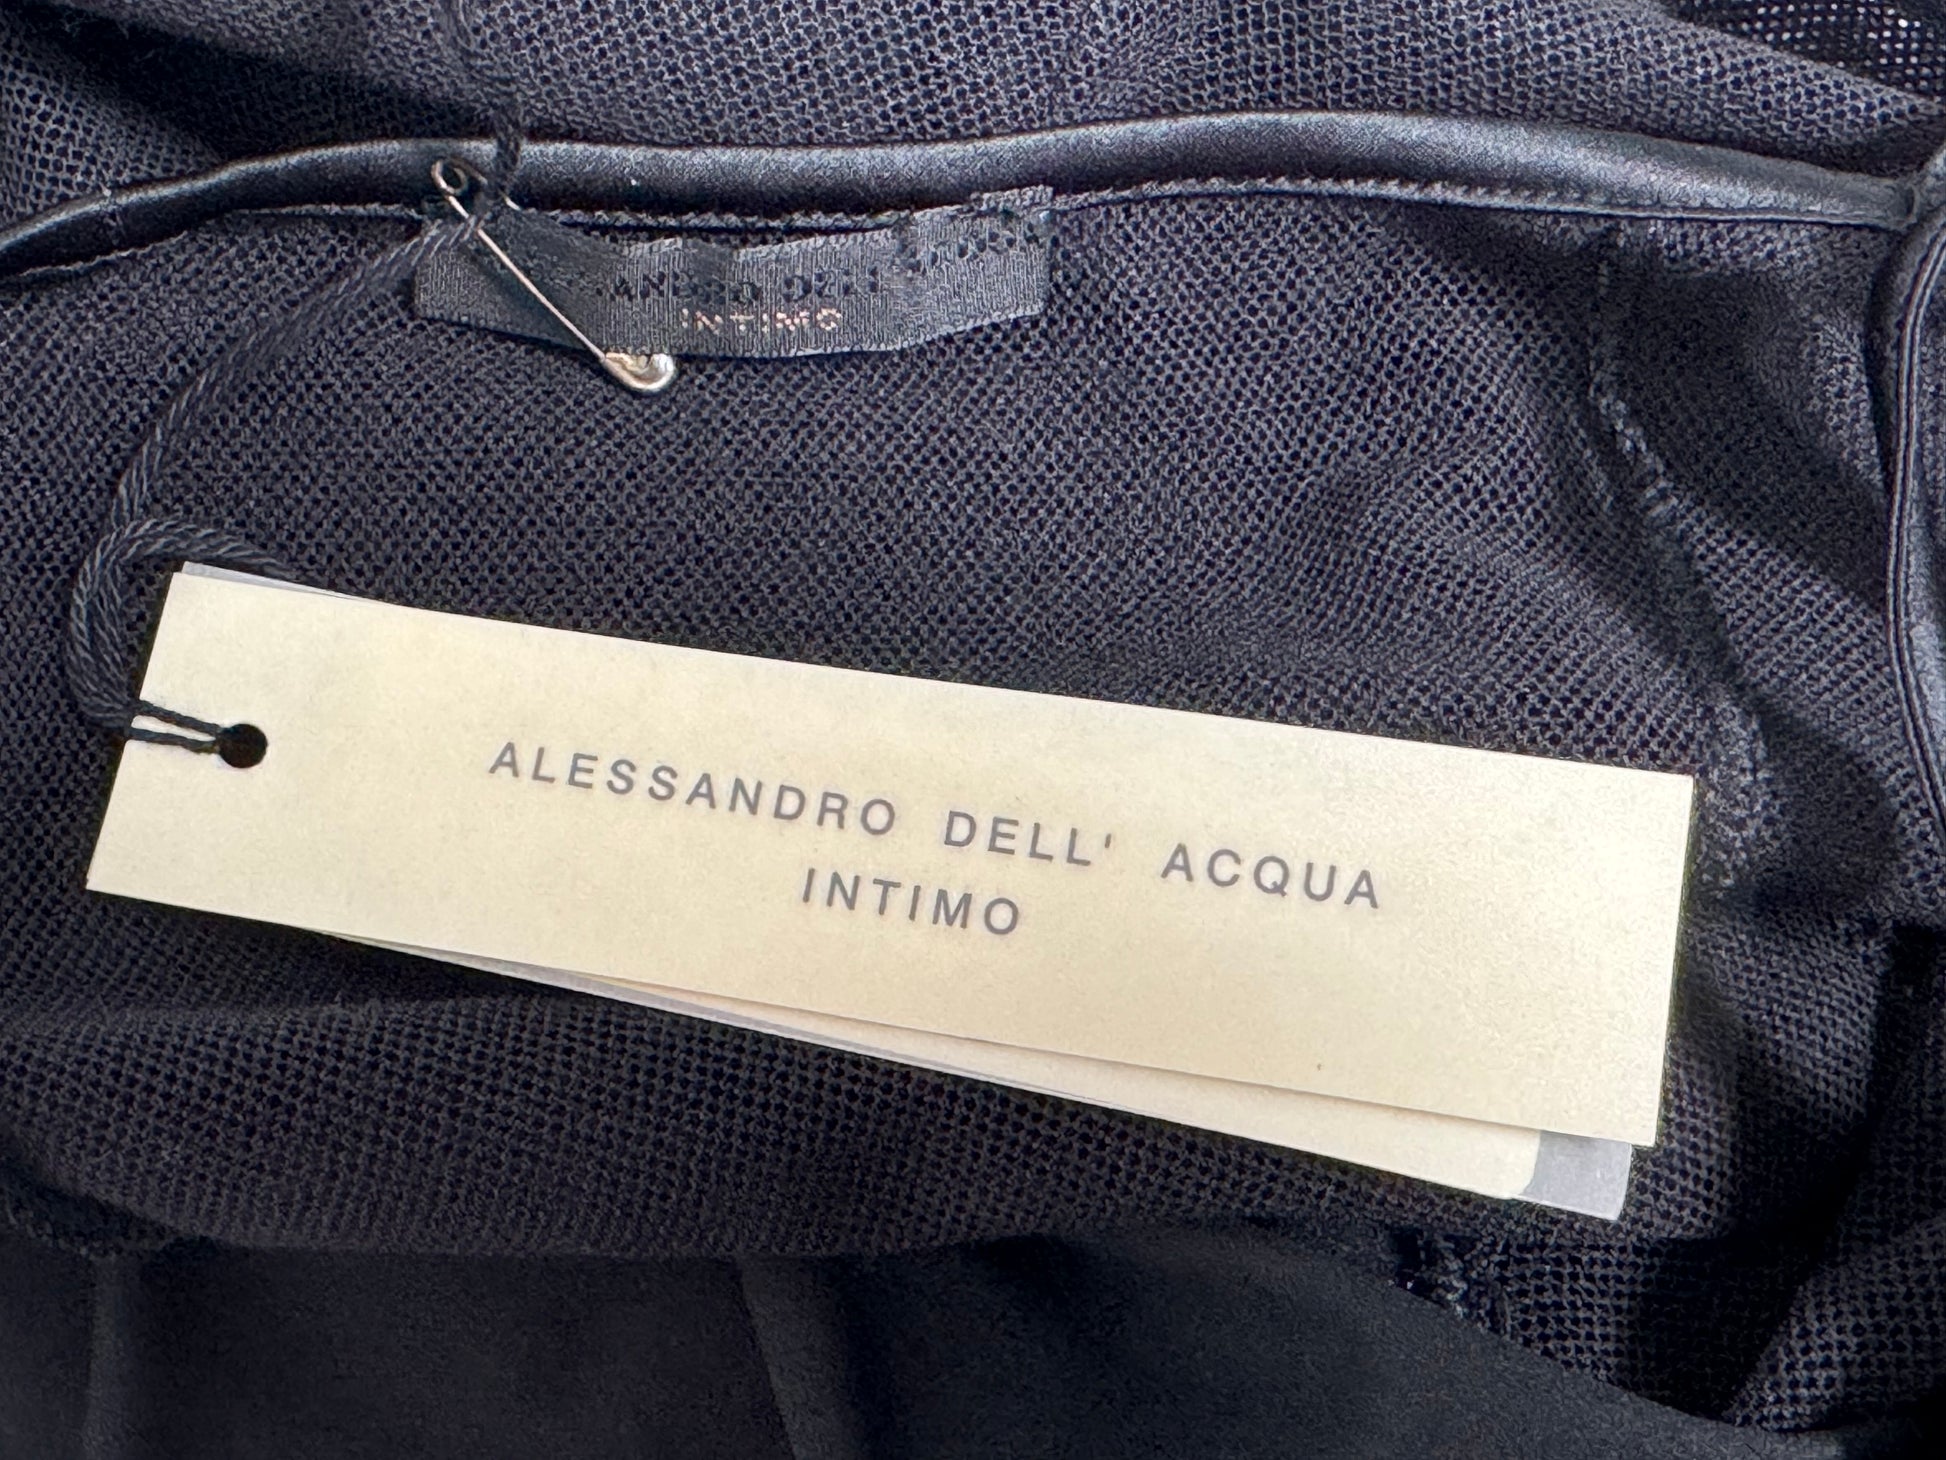 INTIMO
ALESSANDRO DELL' ACQUA
INTIMO